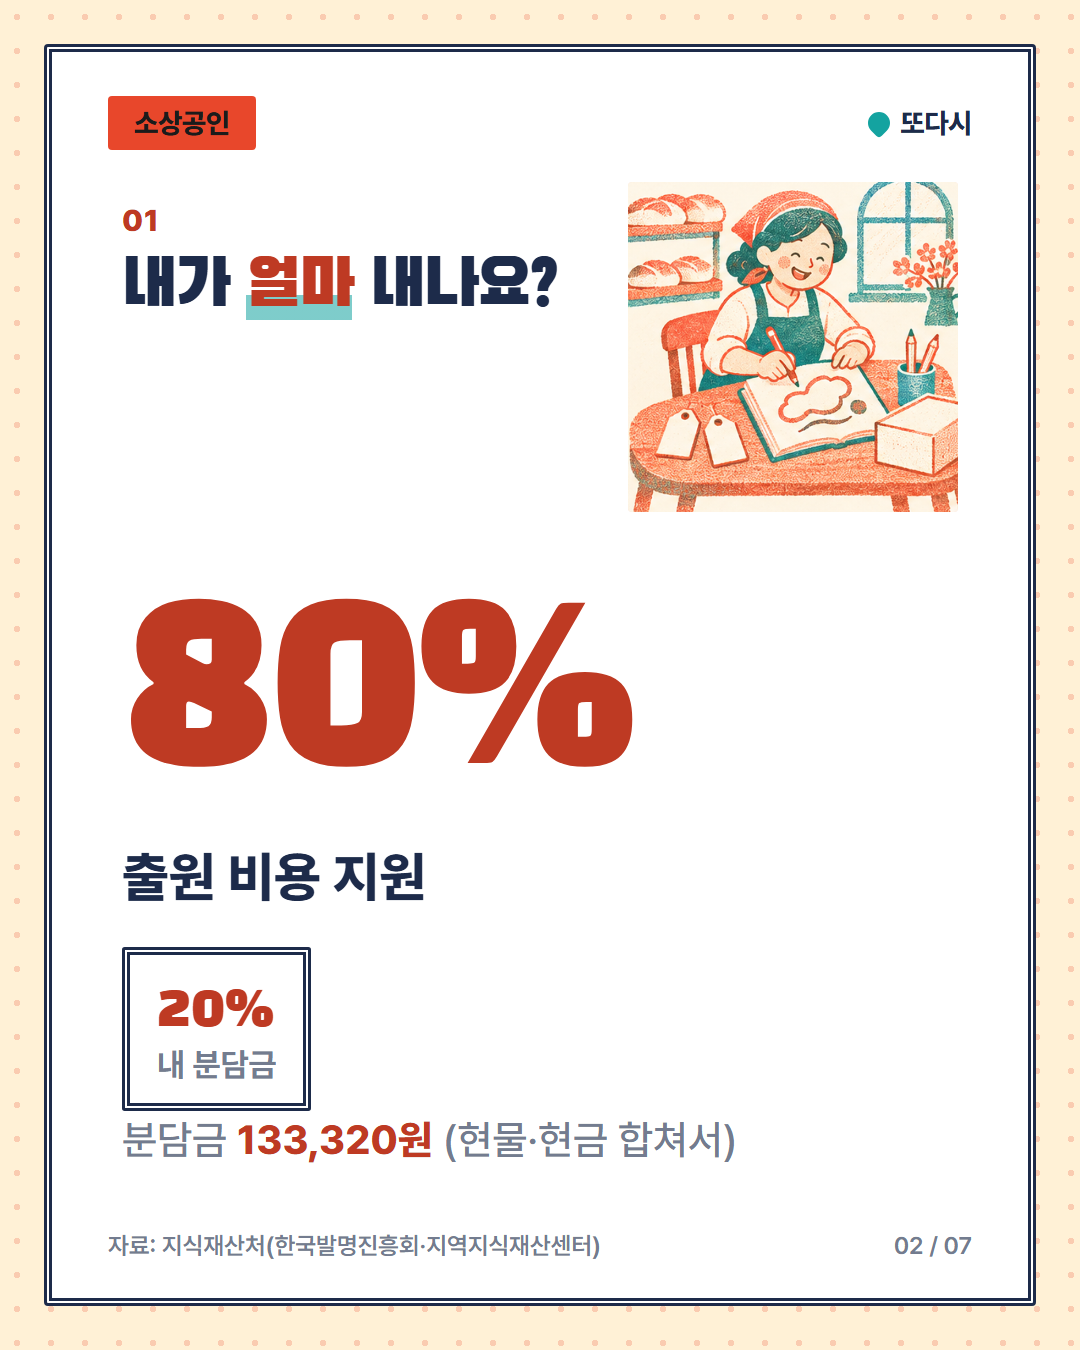 소상공인
또다시
01
내가 얼마 내나요?
80%
출원 비용 지원
20%
내 분담금
분담금 133,320원 (현물·현금 합쳐서)
자료: 지식재산처(한국발명진흥회·지역지식재산센터)
02 / 07